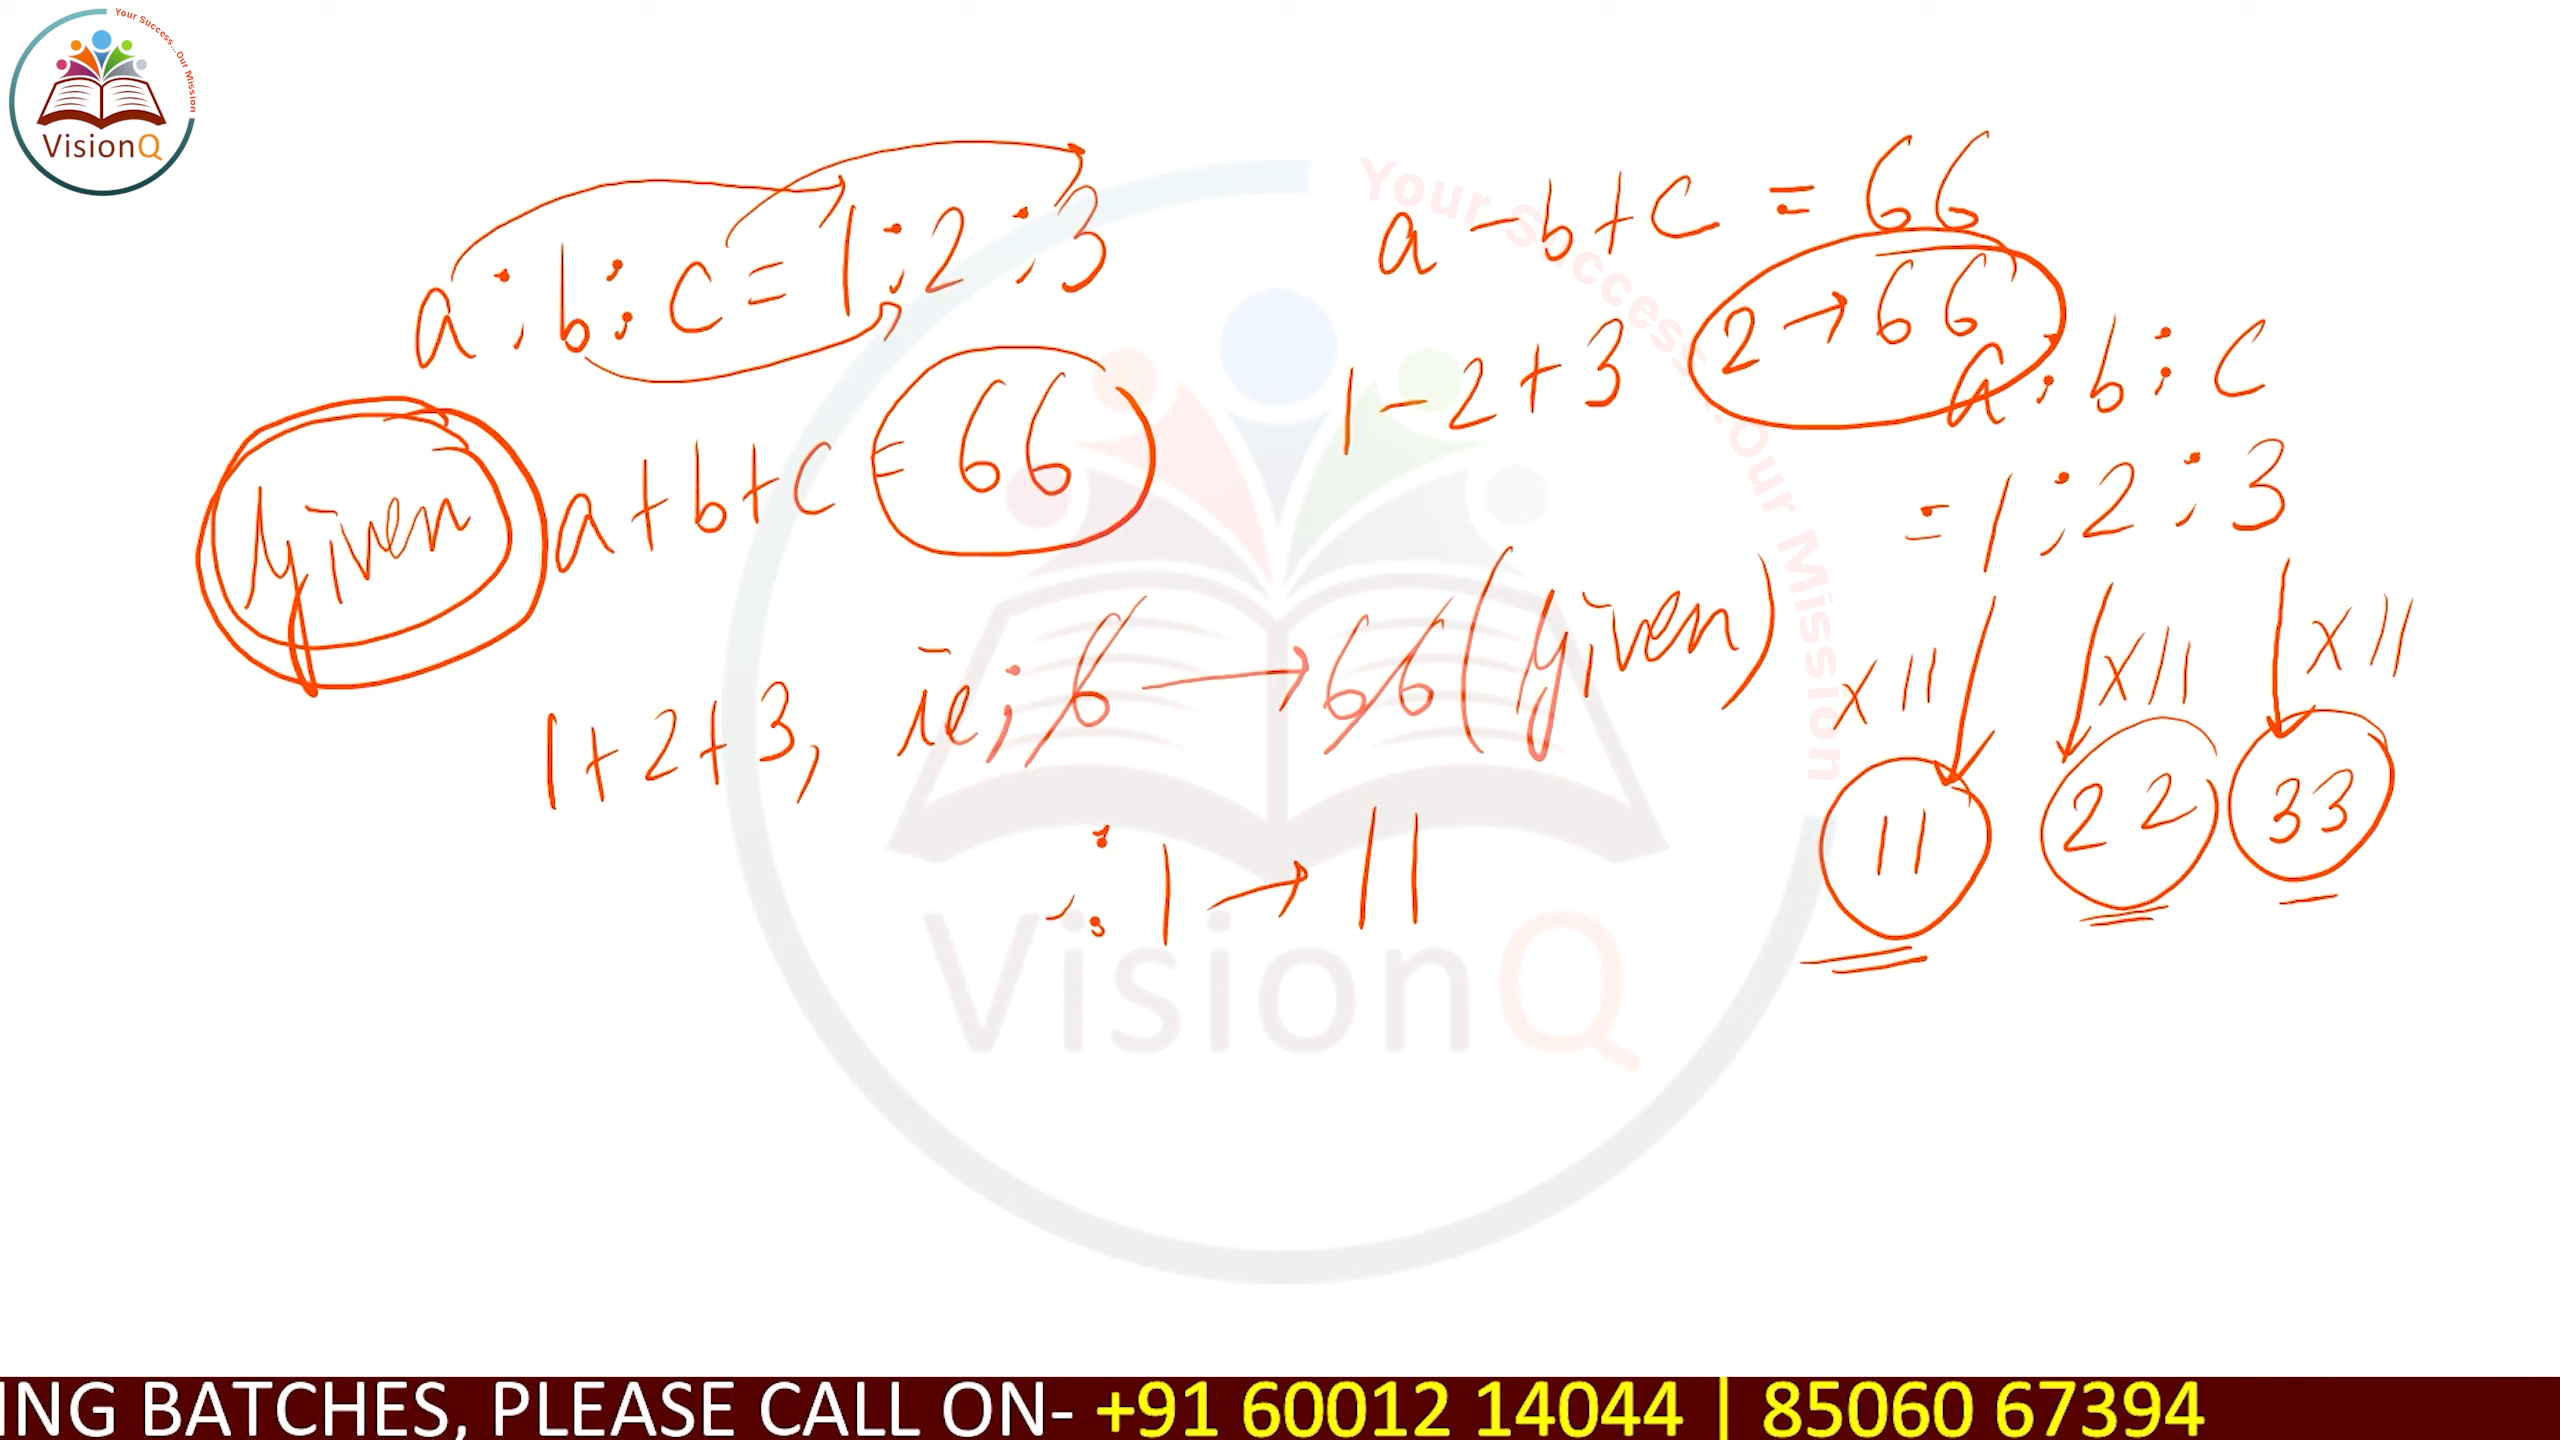 Your Success... Our Mission
VisionQ
a : b : c = 1 : 2 : 3
Given a + b + c = 66
1 + 2 + 3, ie; 6 → 66 (Given)
∴ 1 → 11
a - b + c = 66
1 - 2 + 3 2 → 66
a : b : c
= 1 : 2 : 3
x 11 x 11 x 11
11 22 33
Your Success... Our Mission
VisionQ
ING BATCHES, PLEASE CALL ON- +91 60012 14044 | 85060 67394